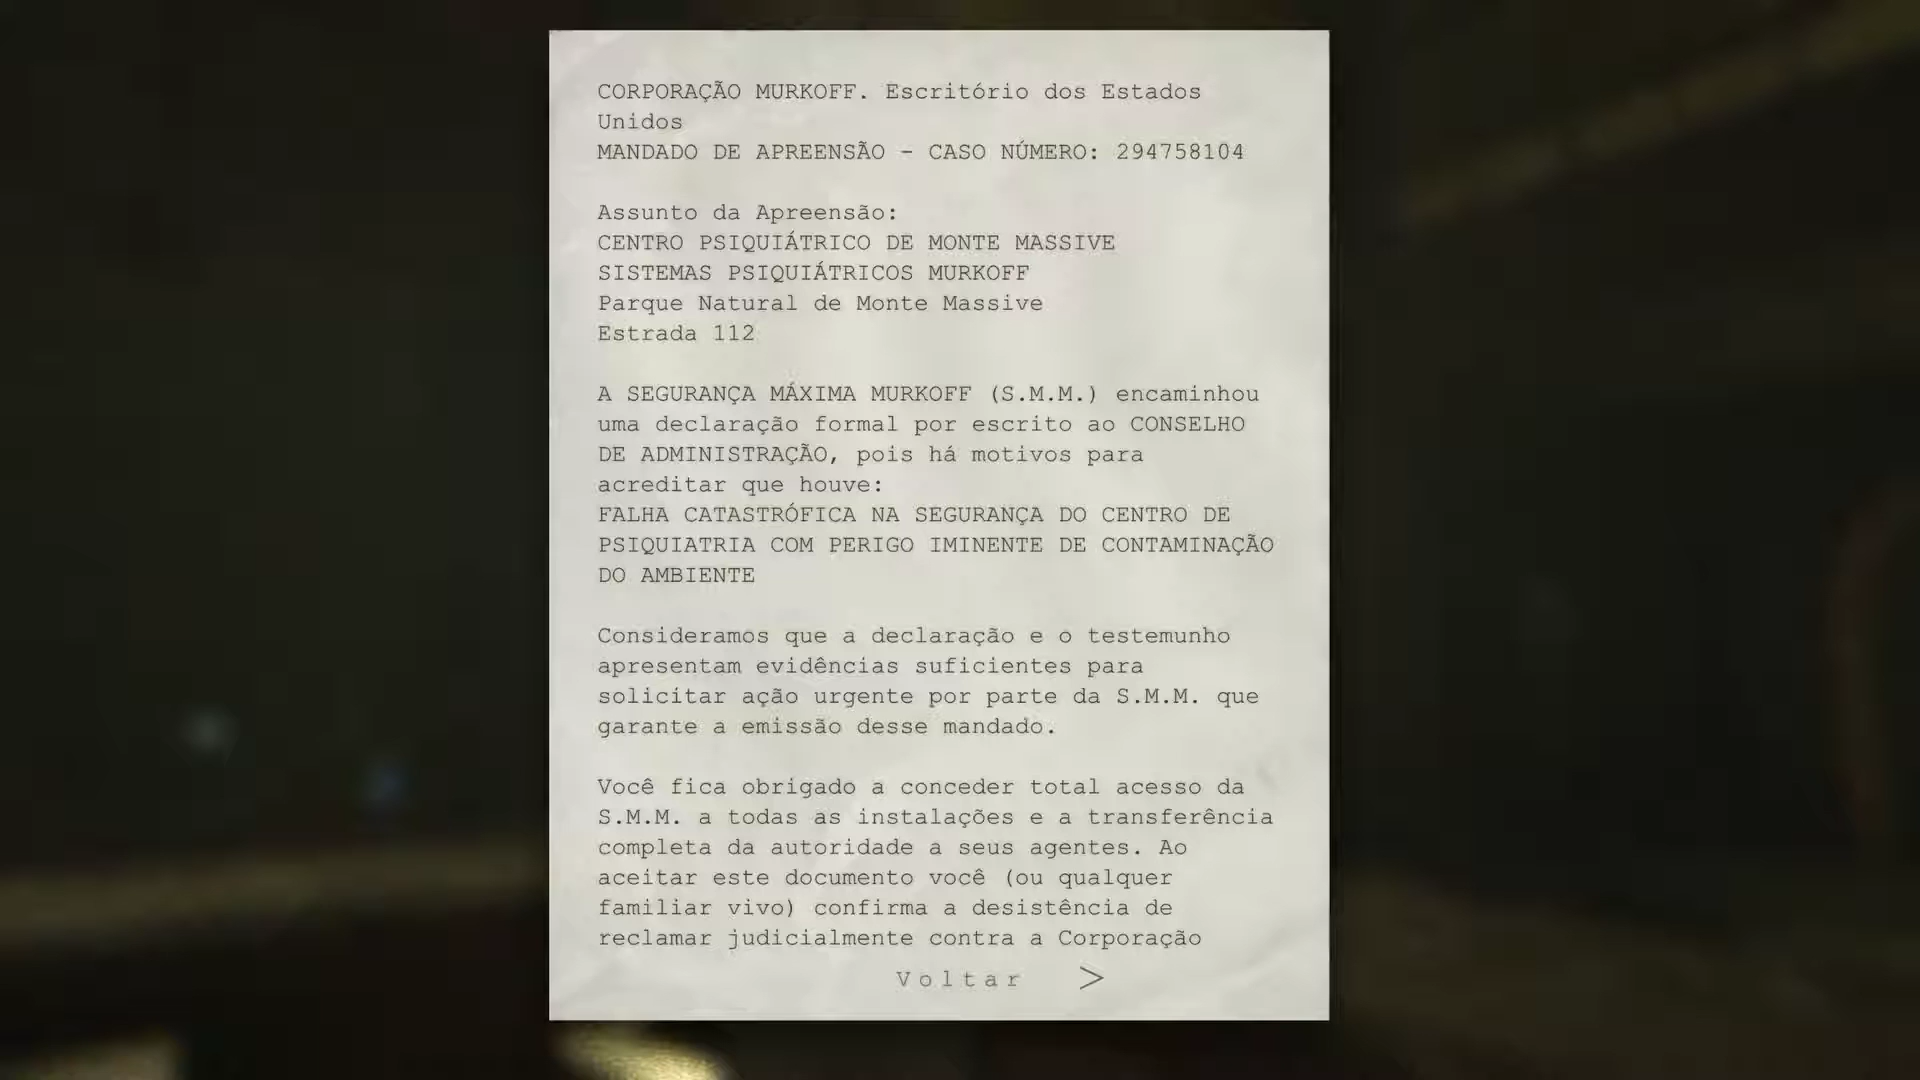 CORPORAÇÃO MURKOFF. Escritório dos Estados
Unidos
MANDADO DE APREENSÃO - CASO NÚMERO: 294758104
Assunto da Apreensão:
CENTRO PSIQUIÁTRICO DE MONTE MASSIVE
SISTEMAS PSIQUIÁTRICOS MURKOFF
Parque Natural de Monte Massive
Estrada 112
A SEGURANÇA MÁXIMA MURKOFF (S.M.M.) encaminhou
uma declaração formal por escrito ao CONSELHO
DE ADMINISTRAÇÃO, pois há motivos para
acreditar que houve:
FALHA CATASTRÓFICA NA SEGURANÇA DO CENTRO DE
PSIQUIATRIA COM PERIGO IMINENTE DE CONTAMINAÇÃO
DO AMBIENTE
Consideramos que a declaração e o testemunho
apresentam evidências suficientes para
solicitar ação urgente por parte da S.M.M. que
garante a emissão desse mandado.
Você fica obrigado a conceder total acesso da
S.M.M. a todas as instalações e a transferência
completa da autoridade a seus agentes. Ao
aceitar este documento você (ou qualquer
familiar vivo) confirma a desistência de
reclamar judicialmente contra a Corporação
Voltar >